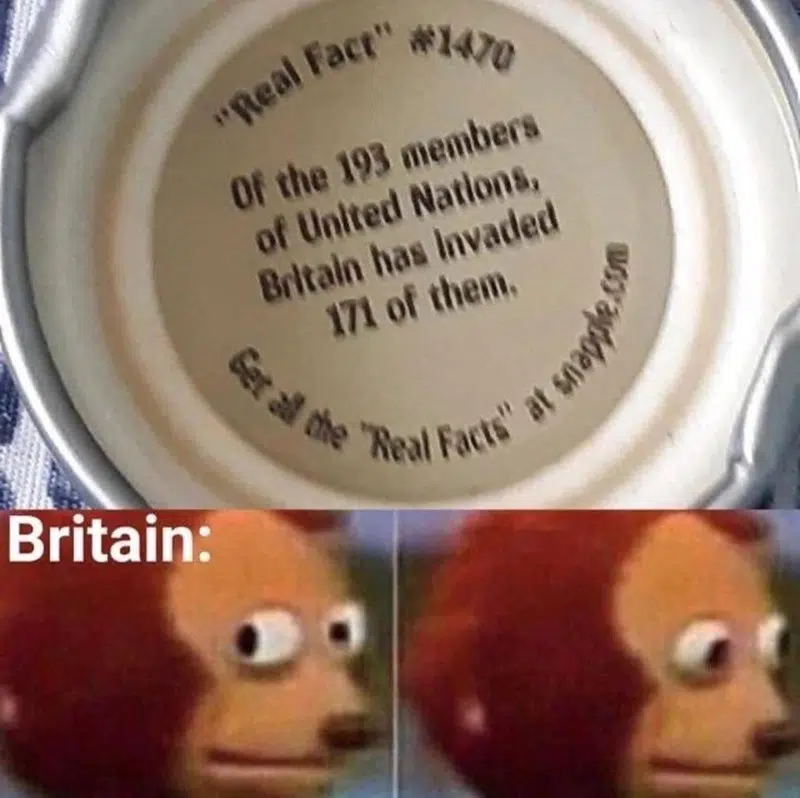 "Real Fact" #1470
Of the 193 members
of United Nations,
Britain has invaded
171 of them.
Get all the "Real Facts" at snapple.com
Britain: